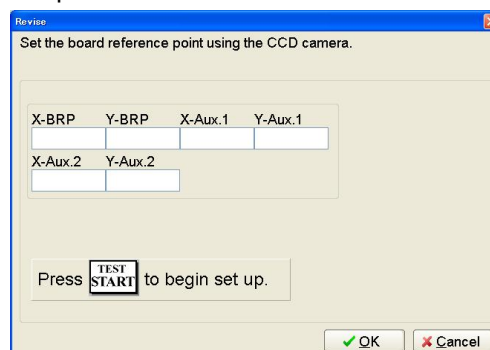 Revise
Set the board reference point using the CCD camera.
X-BRP Y-BRP X-Aux.1 Y-Aux.1
X-Aux.2 Y-Aux.2
Press TEST START to begin set up.
OK Cancel